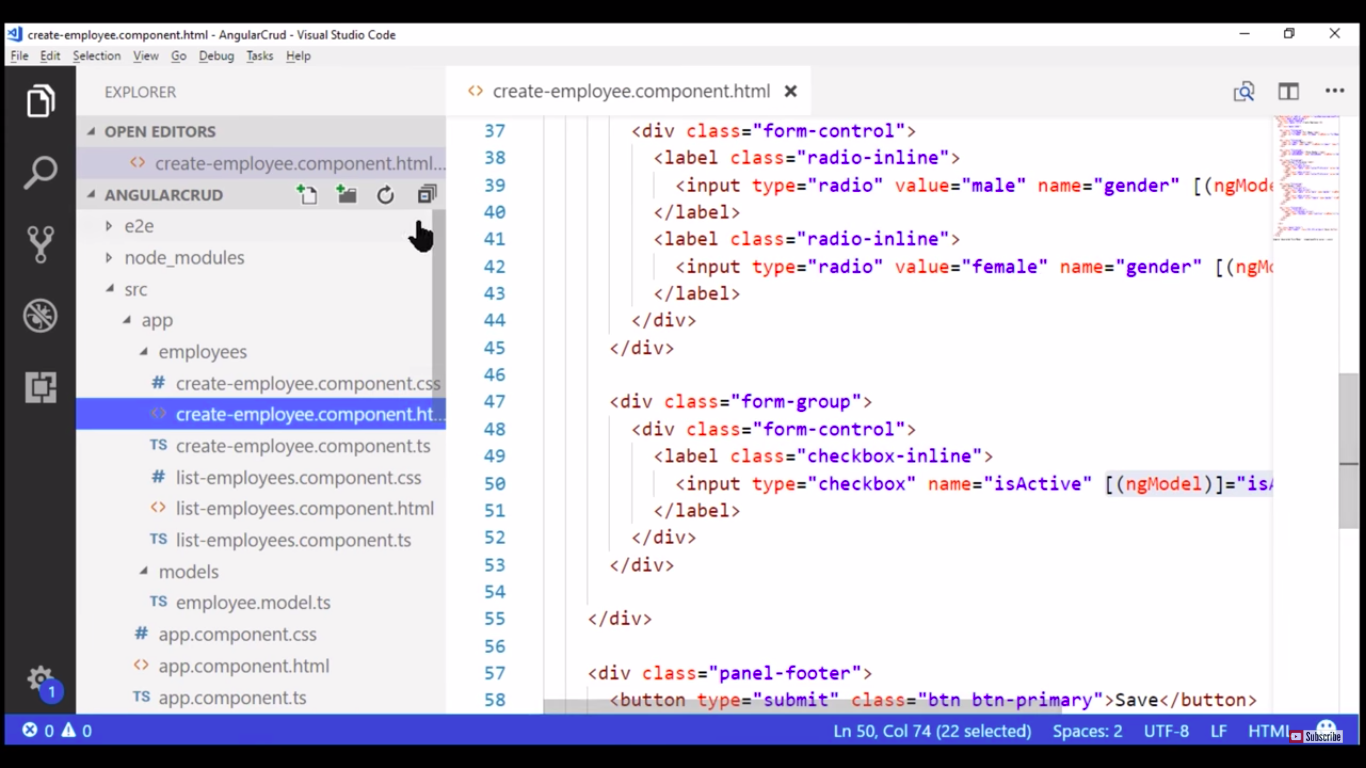 create-employee.component.html - AngularCrud - Visual Studio Code
File Edit Selection View Go Debug Tasks Help
EXPLORER
OPEN EDITORS
create-employee.component.html...
ANGULARCRUD
e2e
node_modules
src
app
employees
create-employee.component.css
create-employee.component.ht...
create-employee.component.ts
list-employees.component.css
list-employees.component.html
list-employees.component.ts
models
employee.model.ts
app.component.css
app.component.html
app.component.ts
1
create-employee.component.html
37 <div class="form-control">
38 <label class="radio-inline">
39 <input type="radio" value="male" name="gender" [(ngMode
40 </label>
41 <label class="radio-inline">
42 <input type="radio" value="female" name="gender" [(ngMo
43 </label>
44 </div>
45 </div>
46
47 <div class="form-group">
48 <div class="form-control">
49 <label class="checkbox-inline">
50 <input type="checkbox" name="isActive" [(ngModel)]="isA
51 </label>
52 </div>
53 </div>
54
55 </div>
56
57 <div class="panel-footer">
58 <button type="submit" class="btn btn-primary">Save</button>
0 0 Ln 50, Col 74 (22 selected) Spaces: 2 UTF-8 LF HTML
Subscribe